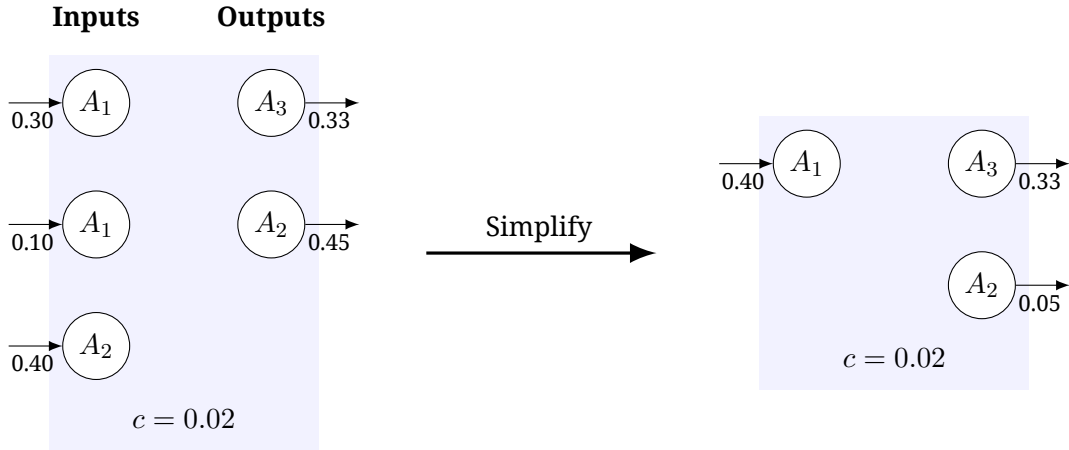 Inputs Outputs
A₁ A₃
0.30 0.33
A₁ A₃
0.40 0.33
A₁ A₂
0.10 0.45
Simplify
A₂
0.05
A₂
0.40
c = 0.02
c = 0.02